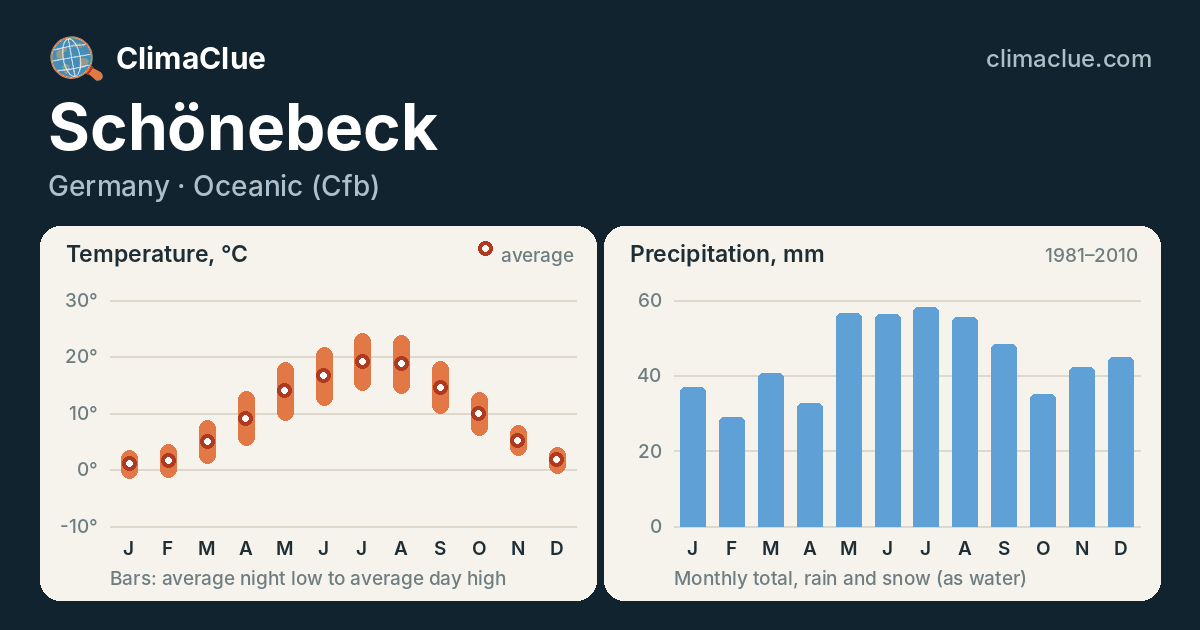 ClimaClue
climaclue.com
Schönebeck
Germany · Oceanic (Cfb)
Temperature, °C
average
30°
20°
10°
0°
-10°
J F M A M J J A S O N D
Bars: average night low to average day high
Precipitation, mm
1981–2010
60
40
20
0
J F M A M J J A S O N D
Monthly total, rain and snow (as water)